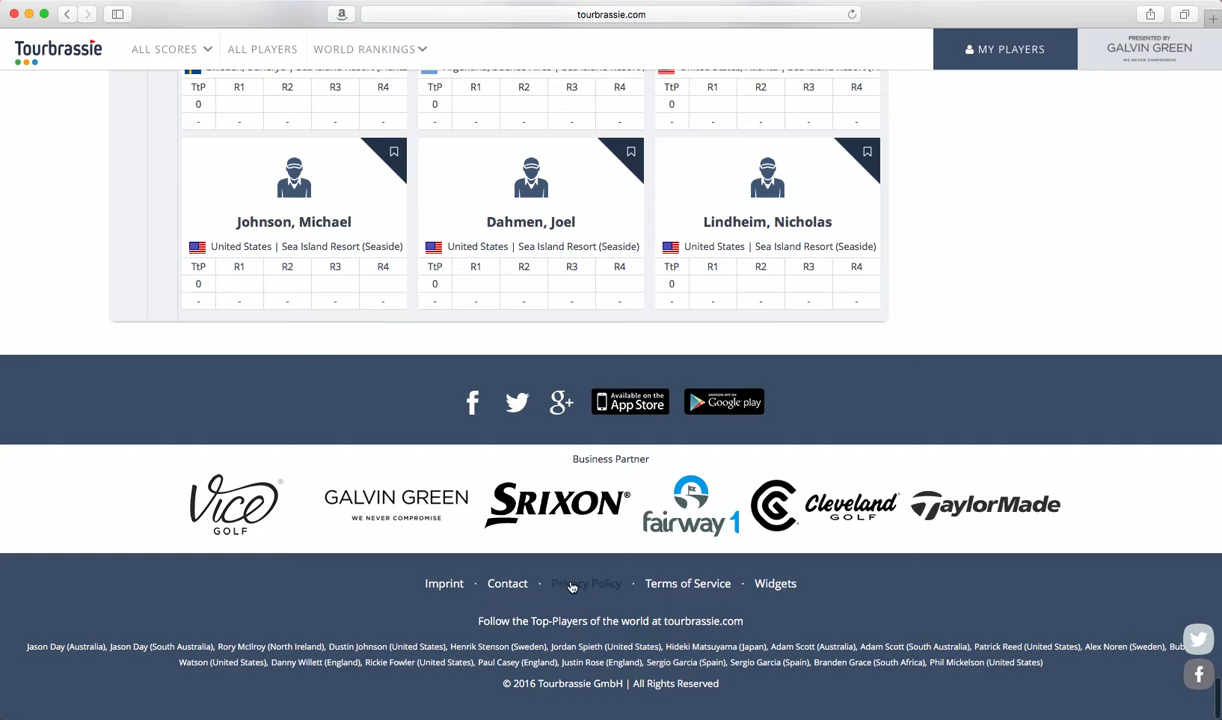 tourbrassie.com
Tourbrassie
ALL SCORES
ALL PLAYERS
WORLD RANKINGS
MY PLAYERS
PRESENTED BY
GALVIN GREEN
WE NEVER COMPROMISE
TtP R1 R2 R3 R4 TtP R1 R2 R3 R4 TtP R1 R2 R3 R4
0 0 0
- - - - - - - - - - - - - - -
Johnson, Michael
United States | Sea Island Resort (Seaside)
TtP R1 R2 R3 R4
0
- - - - -
Dahmen, Joel
United States | Sea Island Resort (Seaside)
TtP R1 R2 R3 R4
0
- - - - -
Lindheim, Nicholas
United States | Sea Island Resort (Seaside)
TtP R1 R2 R3 R4
0
- - - - -
Available on the
App Store
ANDROID APP ON
Google play
Business Partner
Vice
GOLF
GALVIN GREEN
WE NEVER COMPROMISE
SRIXON
fairway 1
Cleveland
GOLF
TaylorMade
Imprint · Contact · Privacy Policy · Terms of Service · Widgets
Follow the Top-Players of the world at tourbrassie.com
Jason Day (Australia), Jason Day (South Australia), Rory McIlroy (North Ireland), Dustin Johnson (United States), Henrik Stenson (Sweden), Jordan Spieth (United States), Hideki Matsuyama (Japan), Adam Scott (Australia), Adam Scott (South Australia), Patrick Reed (United States), Alex Noren (Sweden), Bub
Watson (United States), Danny Willett (England), Rickie Fowler (United States), Paul Casey (England), Justin Rose (England), Sergio Garcia (Spain), Sergio Garcia (Spain), Branden Grace (South Africa), Phil Mickelson (United States)
© 2016 Tourbrassie GmbH | All Rights Reserved